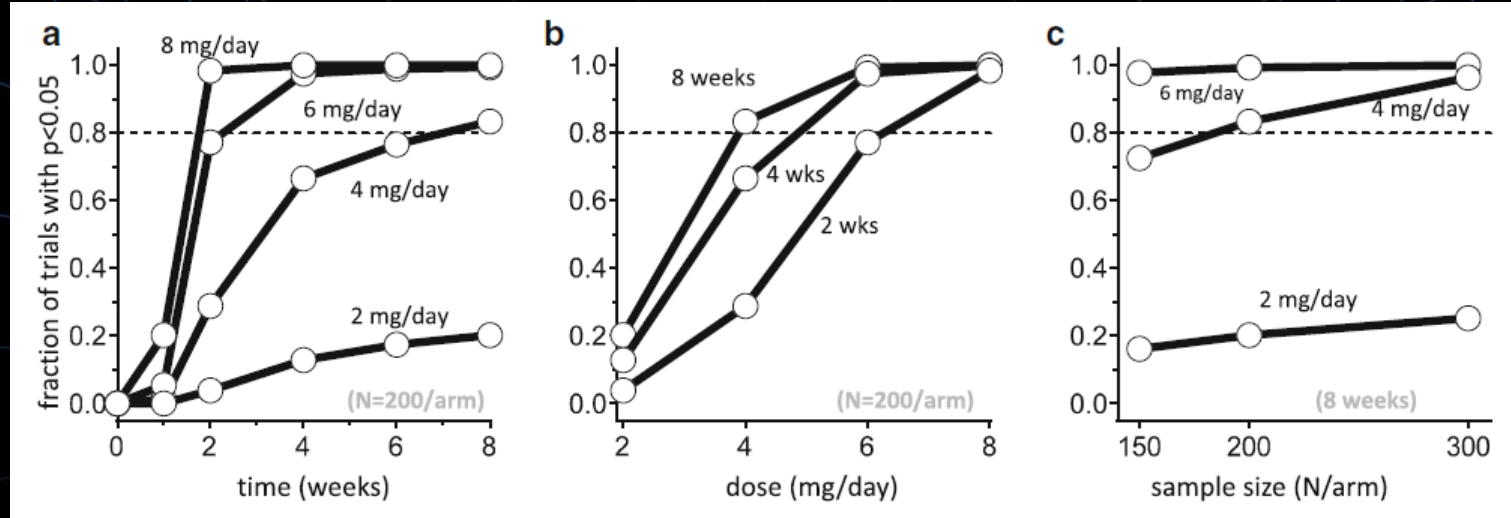 a
8 mg/day
6 mg/day
4 mg/day
2 mg/day
(N=200/arm)
fraction of trials with p<0.05
1.0
0.8
0.6
0.4
0.2
0.0
0 2 4 6 8
time (weeks)
b
8 weeks
4 wks
2 wks
(N=200/arm)
1.0
0.8
0.6
0.4
0.2
0.0
2 4 6 8
dose (mg/day)
c
6 mg/day
4 mg/day
2 mg/day
(8 weeks)
1.0
0.8
0.6
0.4
0.2
0.0
150 200 300
sample size (N/arm)